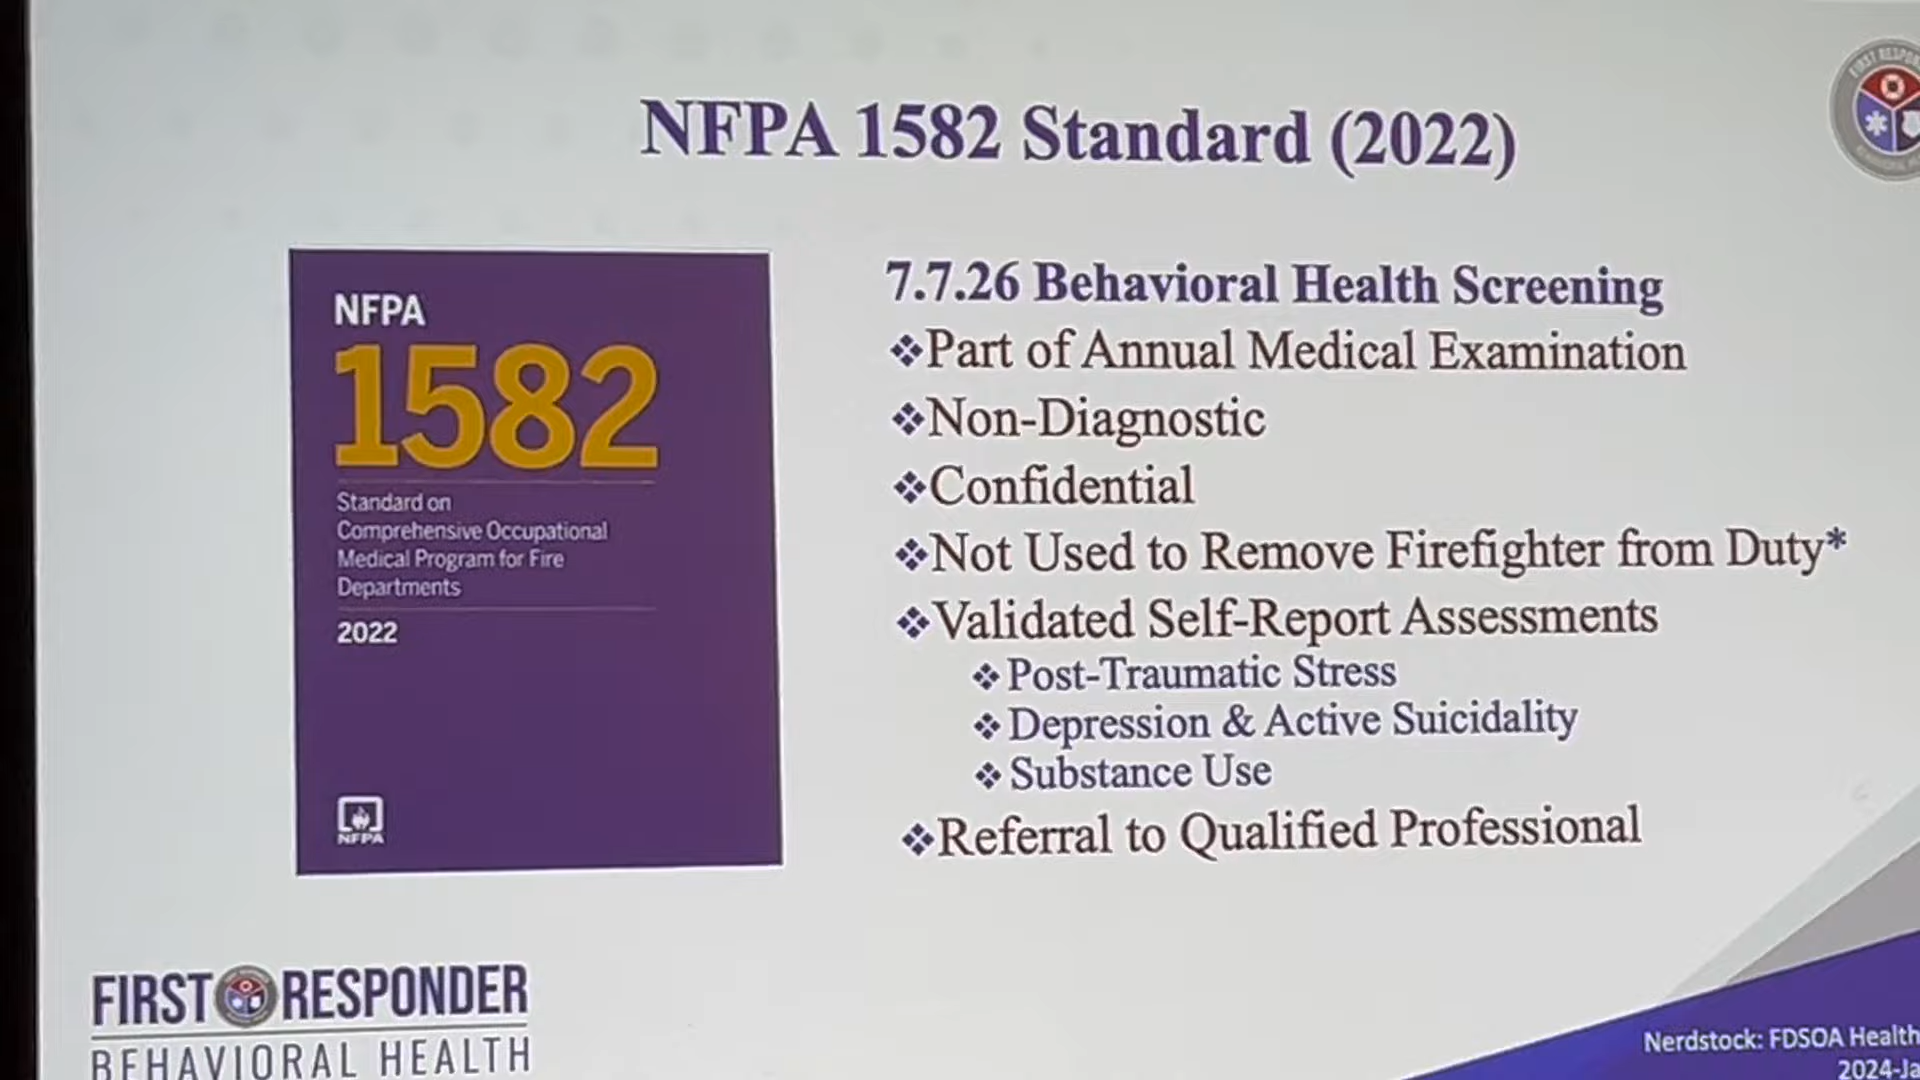 NFPA 1582 Standard (2022)
NFPA
1582
Standard on
Comprehensive Occupational
Medical Program for Fire
Departments
2022
NFPA
7.7.26 Behavioral Health Screening
❖Part of Annual Medical Examination
❖Non-Diagnostic
❖Confidential
❖Not Used to Remove Firefighter from Duty*
❖Validated Self-Report Assessments
❖Post-Traumatic Stress
❖Depression & Active Suicidality
❖Substance Use
❖Referral to Qualified Professional
FIRST RESPONDER
BEHAVIORAL HEALTH
Nerdstock: FDSOA Health
2024-Ja
FIRST